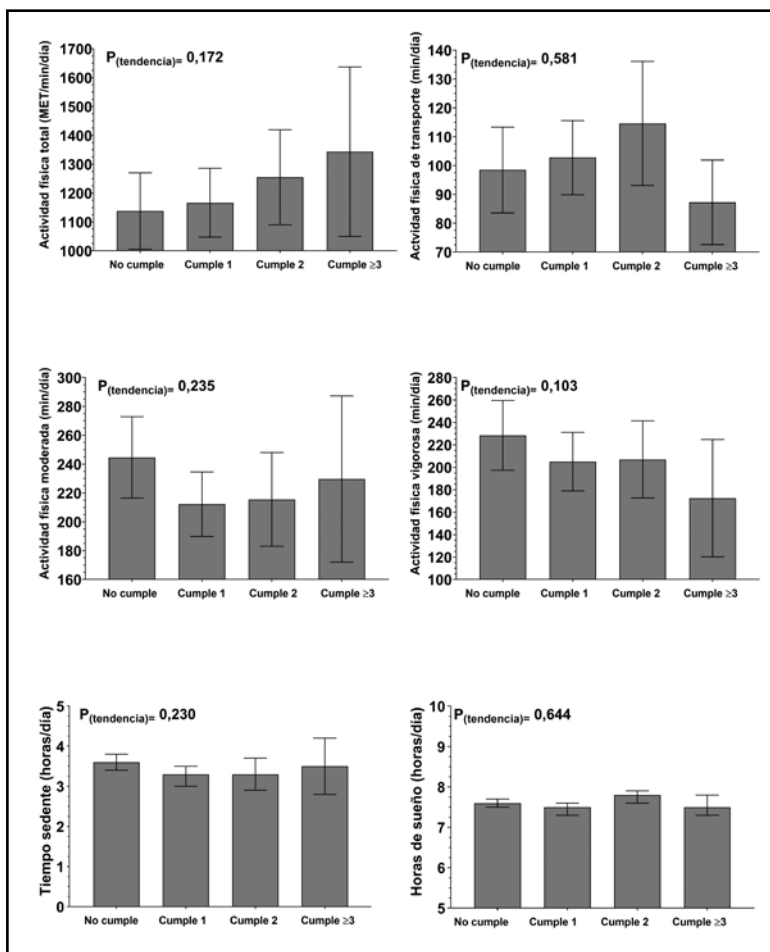 P(tendencia)= 0,172
Actividad física total (MET/min/día)
1700
1600
1500
1400
1300
1200
1100
1000
No cumple Cumple 1 Cumple 2 Cumple ≥3
P(tendencia)= 0,581
Actvidad física de transporte (min/día)
140
130
120
110
100
90
80
70
No cumple Cumple 1 Cumple 2 Cumple ≥3
P(tendencia)= 0,235
Actividad física moderada (min/día)
300
280
260
240
220
200
180
160
No cumple Cumple 1 Cumple 2 Cumple ≥3
P(tendencia)= 0,103
Actividad física vigorosa (min/día)
280
260
240
220
200
180
160
140
120
100
No cumple Cumple 1 Cumple 2 Cumple ≥3
P(tendencia)= 0,230
Tiempo sedente (horas/día)
5
4
3
2
1
0
No cumple Cumple 1 Cumple 2 Cumple ≥3
P(tendencia)= 0,644
Horas de sueño (horas/día)
10
9
8
7
6
5
No cumple Cumple 1 Cumple 2 Cumple ≥3